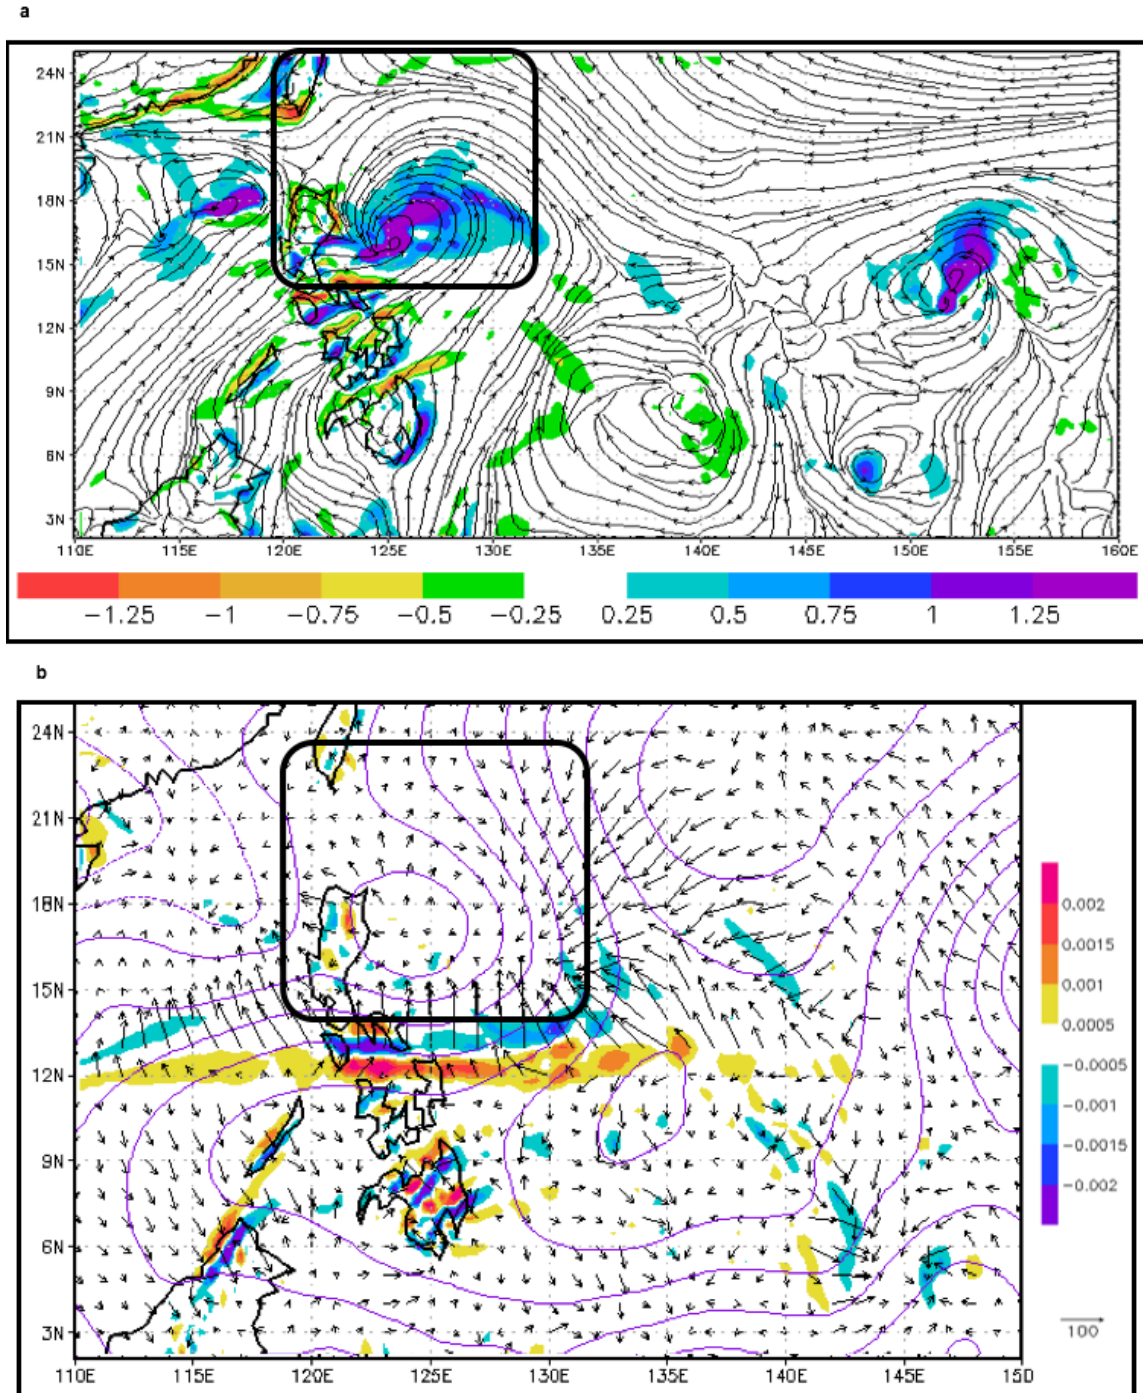 a
24N
21N
18N
15N
12N
9N
6N
3N
110E 115E 120E 125E 130E 135E 140E 145E 150E 155E 160E
−1.25 −1 −0.75 −0.5 −0.25 0.25 0.5 0.75 1 1.25
b
24N
21N
18N
15N
12N
9N
6N
3N
110E 115E 120E 125E 130E 135E 140E 145E 150
0.002
0.0015
0.001
0.0005
−0.0005
−0.001
−0.0015
−0.002
100